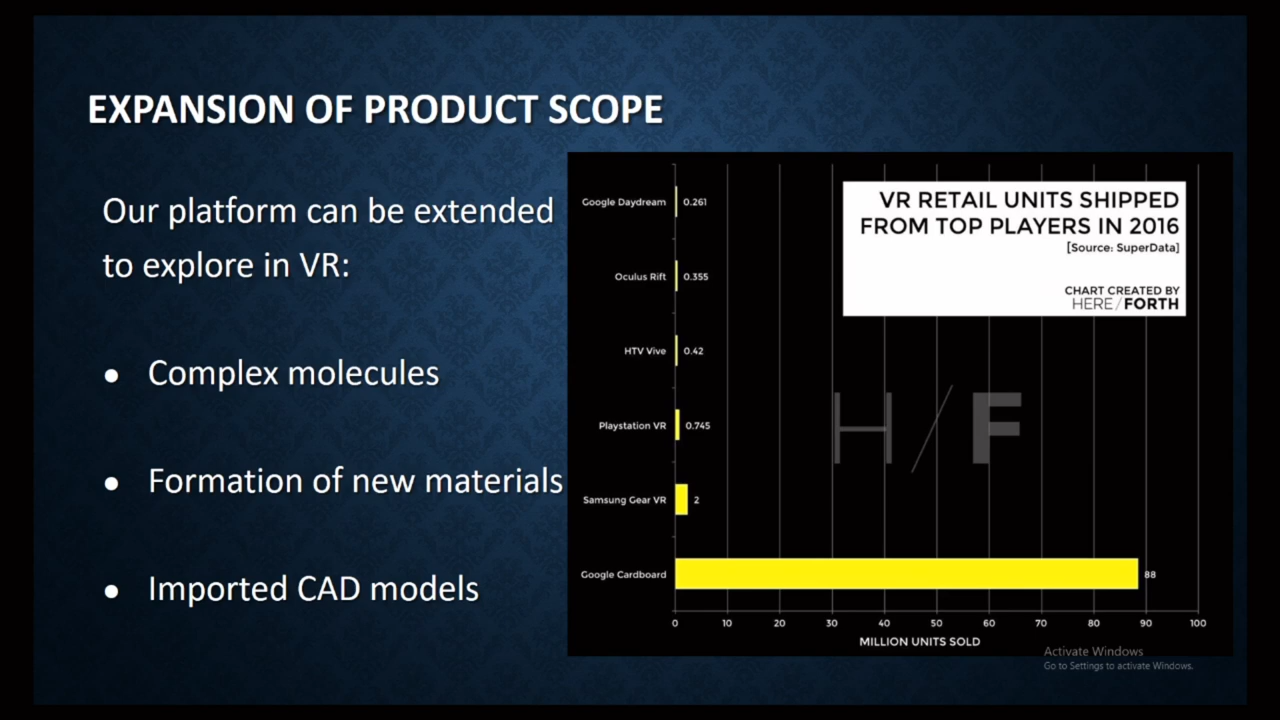 EXPANSION OF PRODUCT SCOPE
Our platform can be extended
to explore in VR:
● Complex molecules
● Formation of new materials
● Imported CAD models
VR RETAIL UNITS SHIPPED
FROM TOP PLAYERS IN 2016
[Source: SuperData]
CHART CREATED BY
HERE/FORTH
Google Daydream 0.261
Oculus Rift 0.355
HTV Vive 0.42
Playstation VR 0.745
Samsung Gear VR 2
Google Cardboard 88
H/F
0 10 20 30 40 50 60 70 80 90 100
MILLION UNITS SOLD
Activate Windows
Go to Settings to activate Windows.